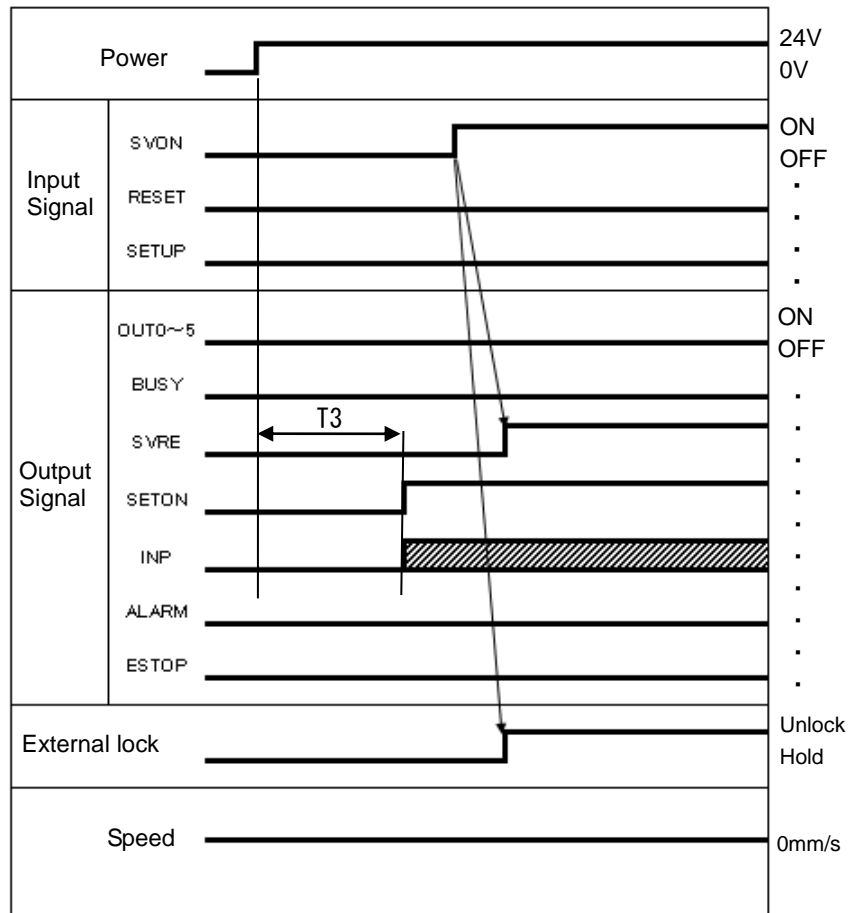 Power
24V
0V
Input
Signal
SVON
ON
OFF
RESET
SETUP
Output
Signal
OUT0~5
ON
OFF
BUSY
T3
SVRE
SETON
INP
ALARM
ESTOP
External lock
Unlock
Hold
Speed
0mm/s